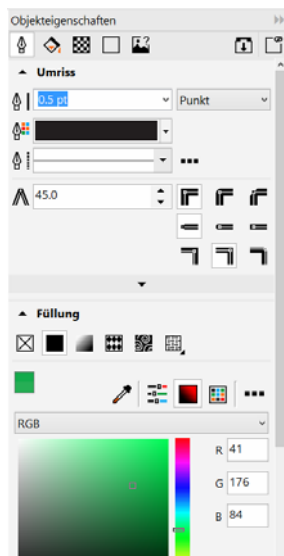 Objekteigenschaften
Umriss
0.5 pt Punkt
45.0
Füllung
RGB
R 41
G 176
B 84